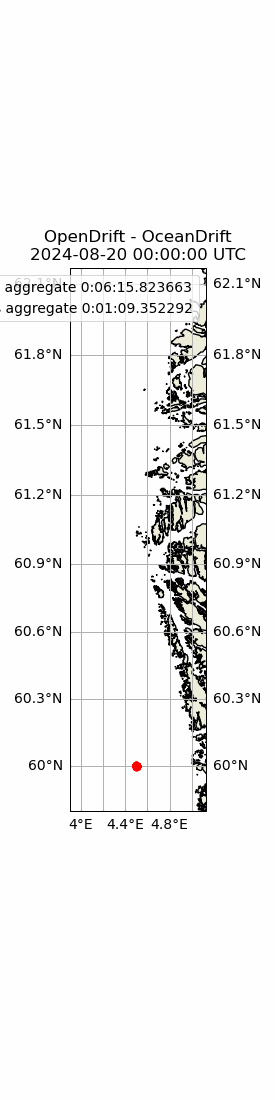 OpenDrift - OceanDrift
2024-08-20 00:00:00 UTC
62.1°N 62.1°N
aggregate 0:06:15.823663
aggregate 0:01:09.352292
61.8°N 61.8°N
61.5°N 61.5°N
61.2°N 61.2°N
60.9°N 60.9°N
60.6°N 60.6°N
60.3°N 60.3°N
60°N 60°N
4°E 4.4°E 4.8°E